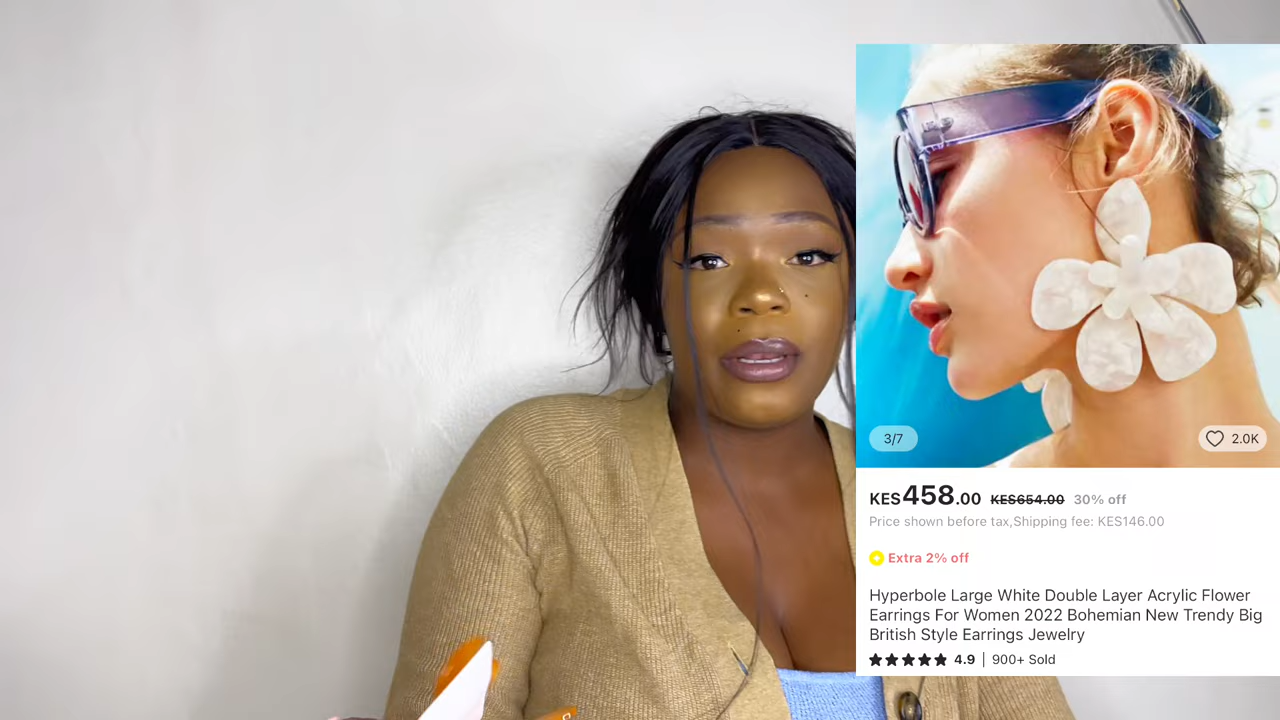 3/7
2.0K
KES458.00 KES654.00 30% off
Price shown before tax,Shipping fee: KES146.00
Extra 2% off
Hyperbole Large White Double Layer Acrylic Flower
Earrings For Women 2022 Bohemian New Trendy Big
British Style Earrings Jewelry
4.9 | 900+ Sold